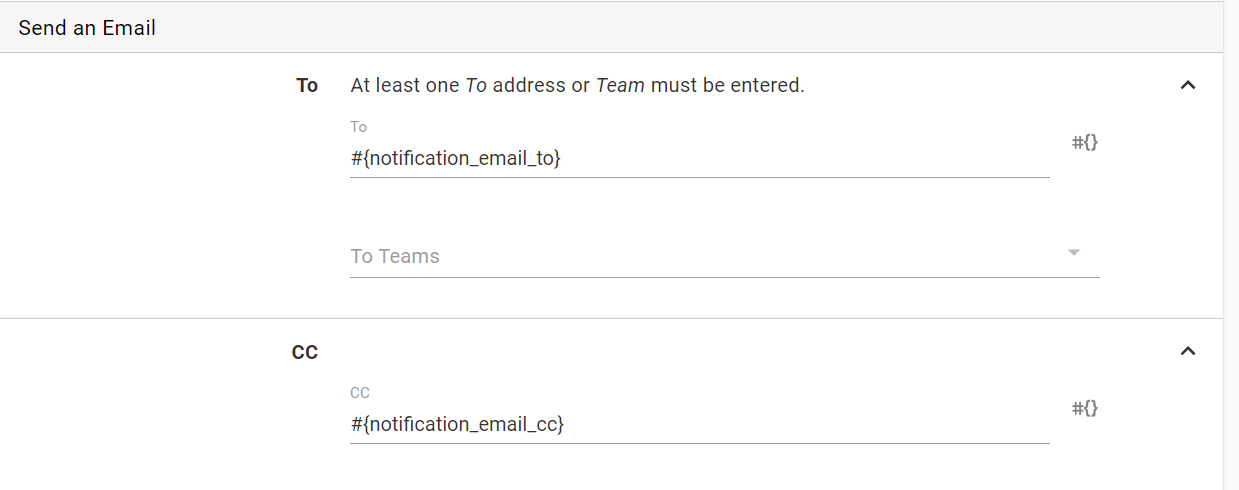 Send an Email
To At least one To address or Team must be entered.
To
#{notification_email_to}
#{}
To Teams
CC
CC
#{notification_email_cc}
#{}